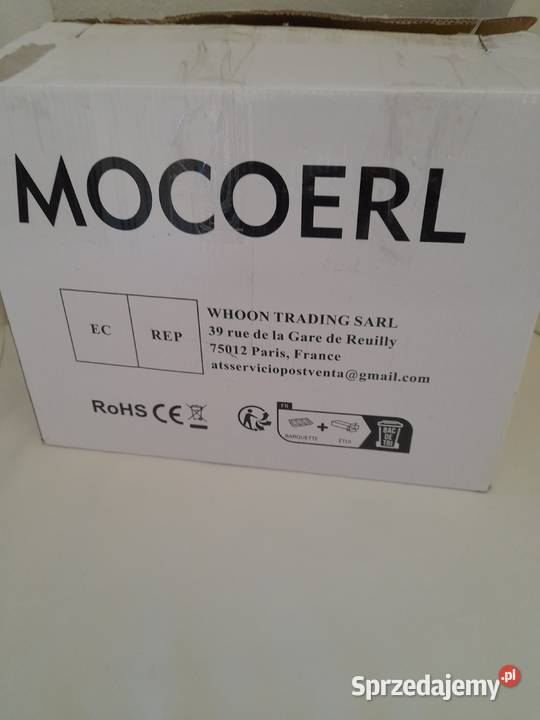 MOCOERL
EC REP
WHOON TRADING SARL
39 rue de la Gare de Reuilly
75012 Paris, France
atsserviciopostventa@gmail.com
RoHS CE
FR
BARQUETTE + ÉTUI
BAC
DE
TRI
Sprzedajemy.pl